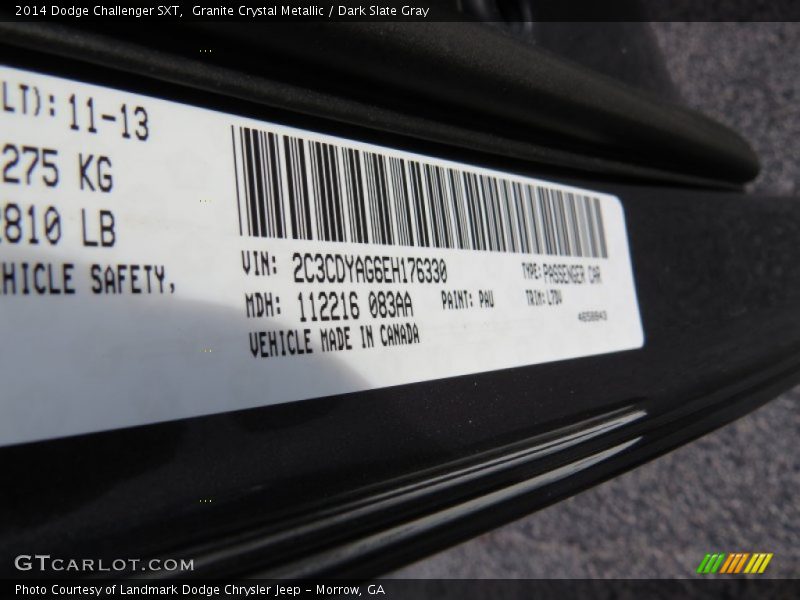 2014 Dodge Challenger SXT, Granite Crystal Metallic / Dark Slate Gray
LT): 11-13
275 KG
2810 LB
HICLE SAFETY,
VIN: 2C3CDYAG6EH176330
TYPE: PASSENGER CAR
MDH: 112216 083AA PAINT: PAU TRIM: LTDV
VEHICLE MADE IN CANADA
GTCARLOT.COM
Photo Courtesy of Landmark Dodge Chrysler Jeep - Morrow, GA